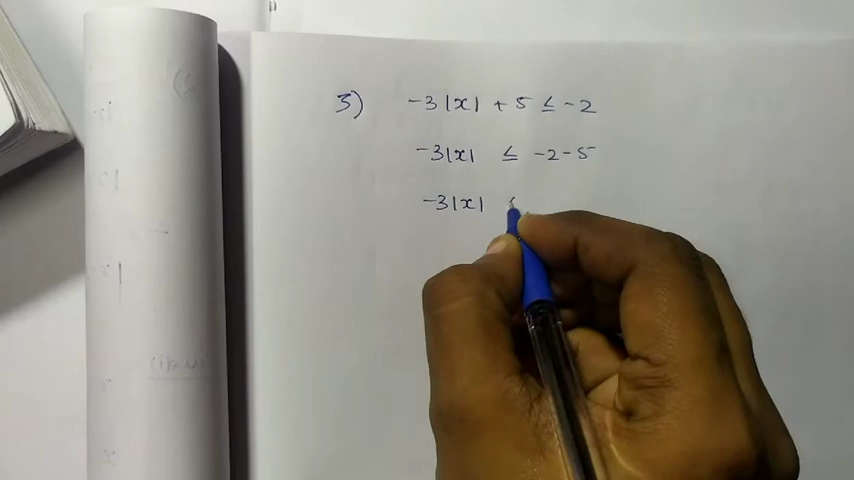 3) -3|x| + 5 ≤ -2
-3|x| ≤ -2-5
-3|x|